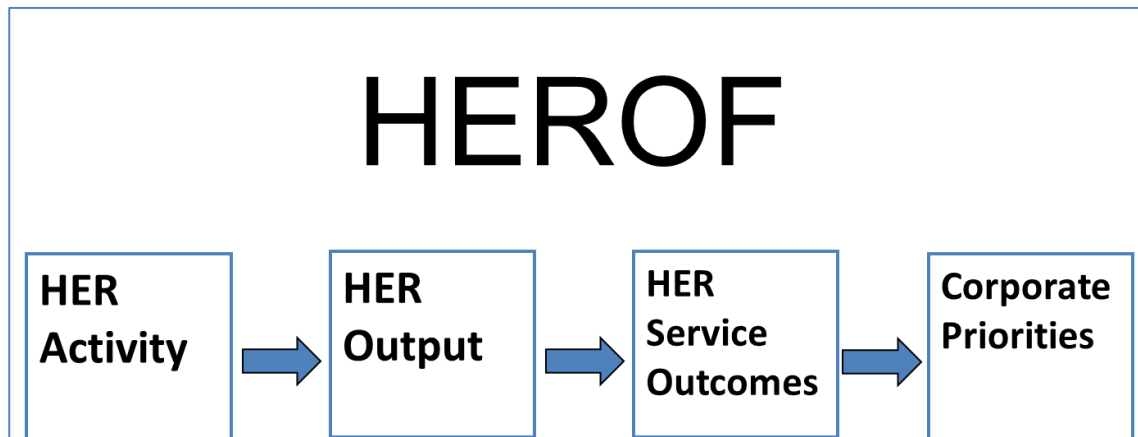 HEROF
HER
Activity
HER
Output
HER
Service
Outcomes
Corporate
Priorities